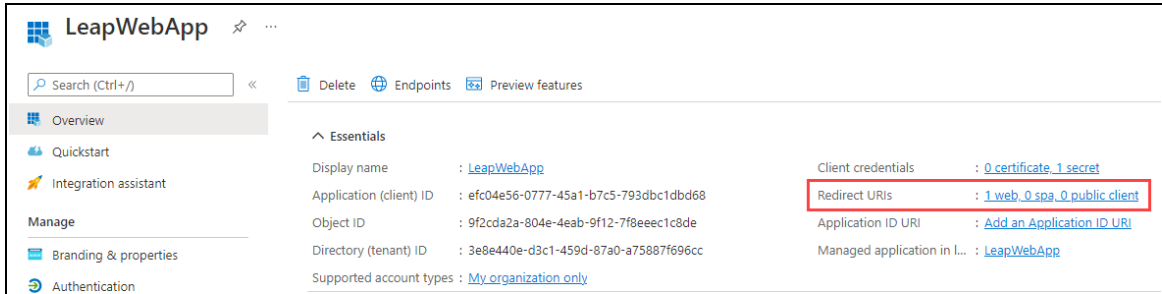 LeapWebApp
Search (Ctrl+/)
Delete Endpoints Preview features
Overview
Quickstart
Integration assistant
Manage
Branding & properties
Authentication
Essentials
Display name : LeapWebApp
Application (client) ID : efc04e56-0777-45a1-b7c5-793dbc1dbd68
Object ID : 9f2cda2a-804e-4eab-9f12-7f8eeec1c8de
Directory (tenant) ID : 3e8e440e-d3c1-459d-87a0-a75887f696cc
Supported account types : My organization only
Client credentials : 0 certificate, 1 secret
Redirect URIs : 1 web, 0 spa, 0 public client
Application ID URI : Add an Application ID URI
Managed application in l... : LeapWebApp